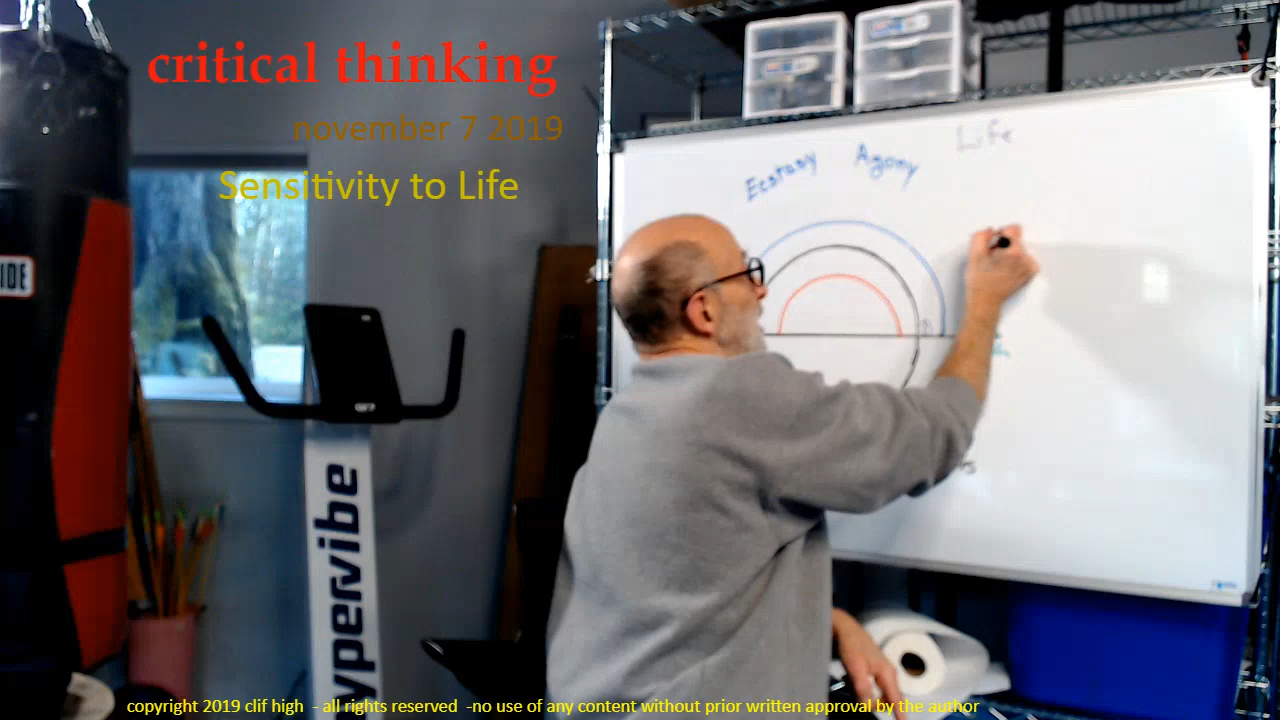 critical thinking
november 7 2019
Sensitivity to Life
Life
Ecstasy Agony
IDE
ypervibe
copyright 2019 clif high - all rights reserved -no use of any content without prior written approval by the author